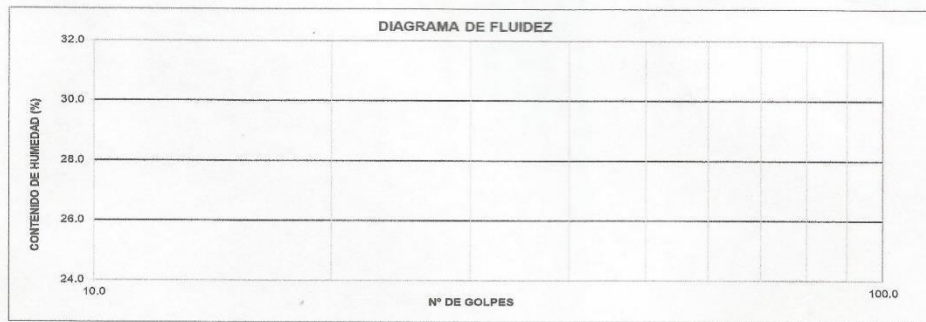 DIAGRAMA DE FLUIDEZ
32.0
30.0
28.0
26.0
24.0
CONTENIDO DE HUMEDAD (%)
10.0
100.0
Nº DE GOLPES